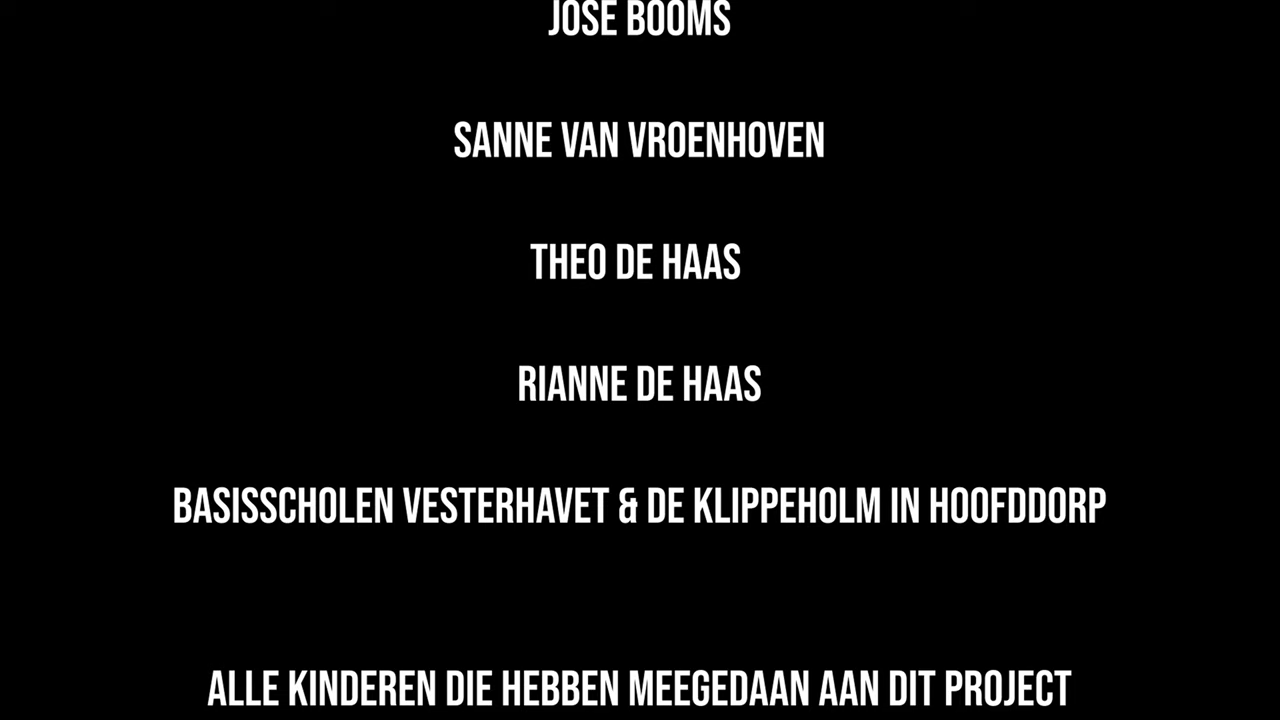 JOSE BOOMS
SANNE VAN VROENHOVEN
THEO DE HAAS
RIANNE DE HAAS
BASISSCHOLEN VESTERHAVET & DE KLIPPEHOLM IN HOOFDDORP
ALLE KINDEREN DIE HEBBEN MEEGEDAAN AAN DIT PROJECT